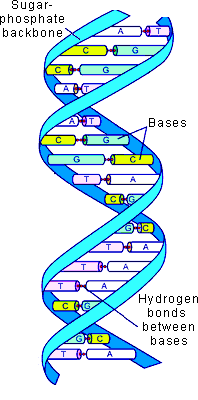 Sugar-
phosphate
backbone
A T
C G
C G
A T
A T
Bases
C G
G C
T A
C G
G C
T A
T A
T
Hydrogen
bonds
between
bases
C G
G C
T A